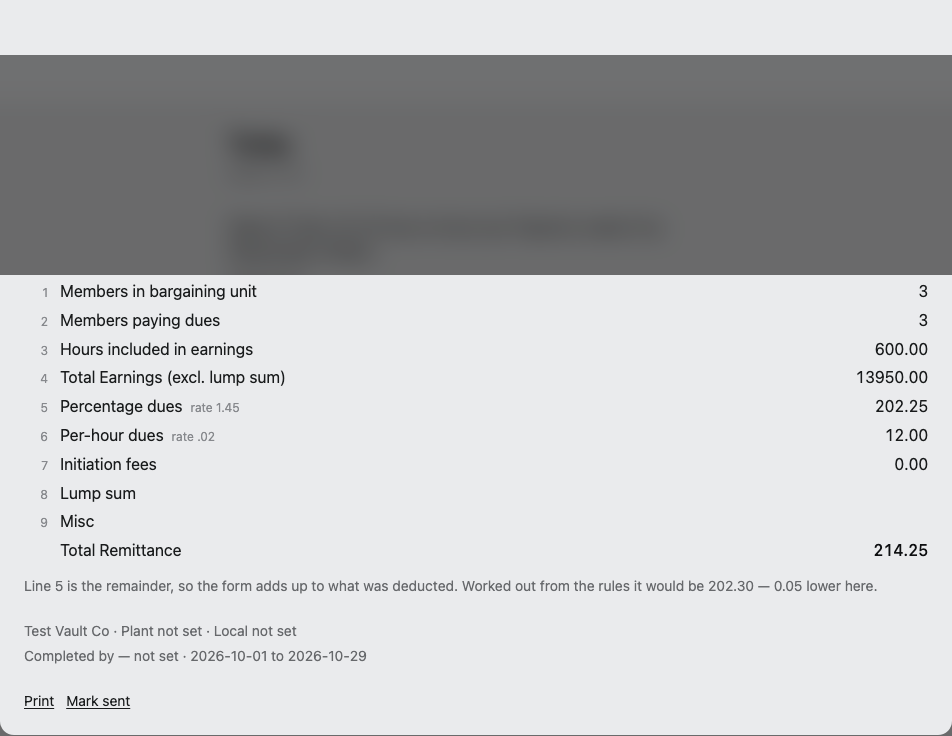 1 Members in bargaining unit 3
2 Members paying dues 3
3 Hours included in earnings 600.00
4 Total Earnings (excl. lump sum) 13950.00
5 Percentage dues rate 1.45 202.25
6 Per-hour dues rate .02 12.00
7 Initiation fees 0.00
8 Lump sum
9 Misc
Total Remittance 214.25
Line 5 is the remainder, so the form adds up to what was deducted. Worked out from the rules it would be 202.30 — 0.05 lower here.
Test Vault Co · Plant not set · Local not set
Completed by — not set · 2026-10-01 to 2026-10-29
Print Mark sent